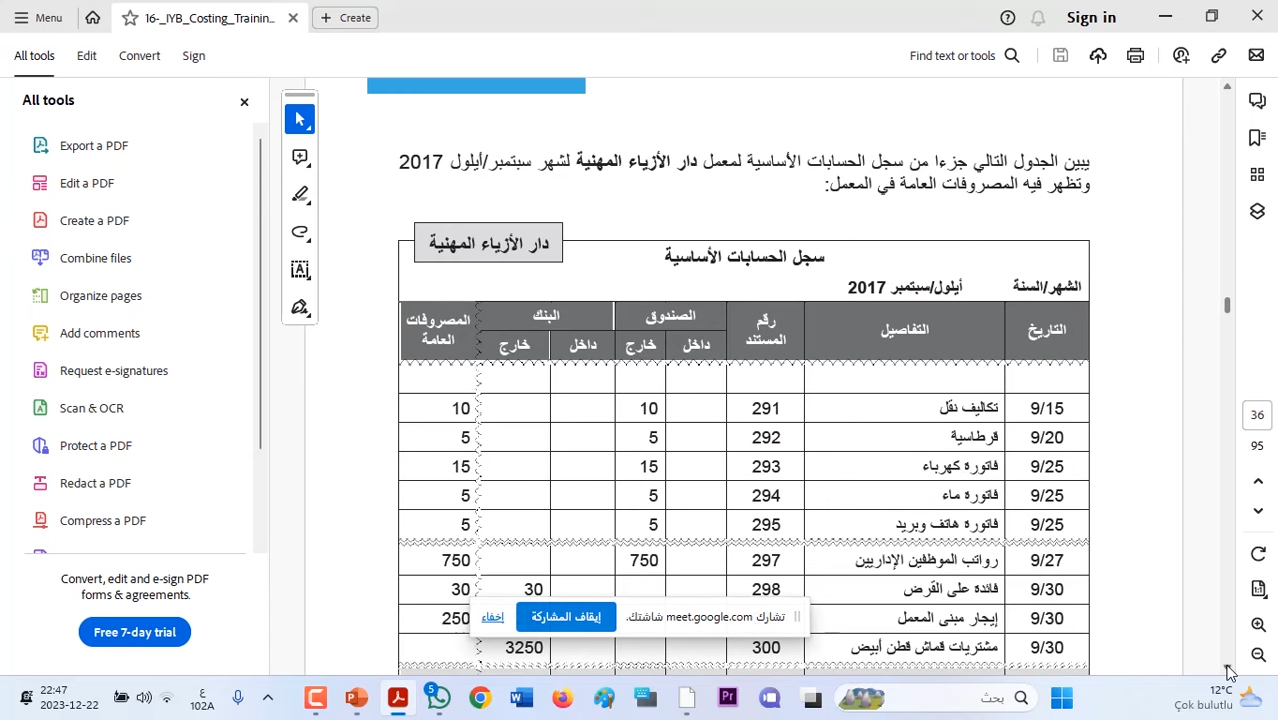 Menu
16-_IYB_Costing_Trainin...
Create
Sign in
All tools
Edit
Convert
Sign
Find text or tools
All tools
Export a PDF
Edit a PDF
Create a PDF
Combine files
Organize pages
Add comments
Request e-signatures
Scan & OCR
Protect a PDF
Redact a PDF
Compress a PDF
Convert, edit and e-sign PDF
forms & agreements.
Free 7-day trial
يبين الجدول التالي جزءا من سجل الحسابات الأساسية لمعمل دار الأزياء المهنية لشهر سبتمبر/أيلول 2017
وتظهر فيه المصروفات العامة في المعمل:
دار الأزياء المهنية
سجل الحسابات الأساسية
الشهر/السنة أيلول/سبتمبر 2017
التاريخ التفاصيل رقم المستند الصندوق البنك المصروفات العامة
داخل خارج داخل خارج
9/15 تكاليف نقل 291 10 10
9/20 قرطاسية 292 5 5
9/25 فاتورة كهرباء 293 15 15
9/25 فاتورة ماء 294 5 5
9/25 فاتورة هاتف وبريد 295 5 5
9/27 رواتب الموظفين الإداريين 297 750 750
9/30 فائدة على القرض 298 30 30
9/30 إيجار مبنى المعمل 250
9/30 مشتريات قماش قطن أبيض 300 3250
تشارك meet.google.com شاشتك.
إيقاف المشاركة
إخفاء
36
95
22:47
2023-12-22
ع
102A
5
بحث
12°C
Çok bulutlu